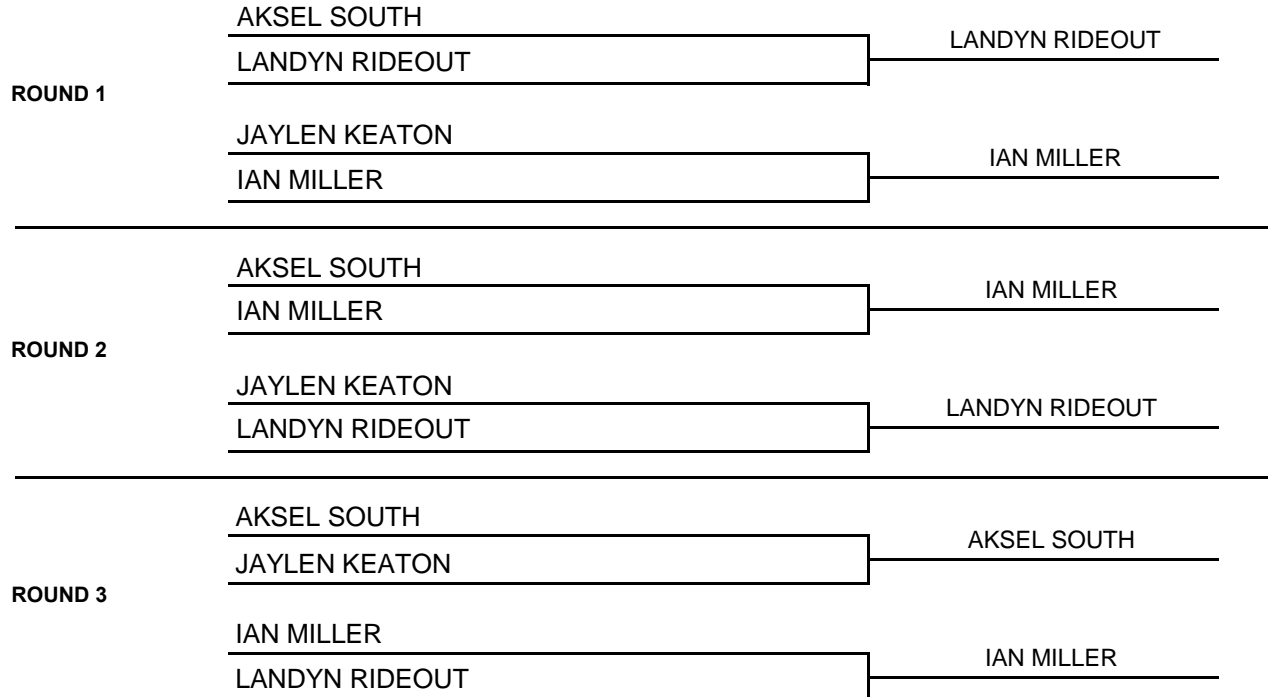 AKSEL SOUTH
LANDYN RIDEOUT
LANDYN RIDEOUT
ROUND 1
JAYLEN KEATON
IAN MILLER
IAN MILLER
AKSEL SOUTH
IAN MILLER
IAN MILLER
ROUND 2
JAYLEN KEATON
LANDYN RIDEOUT
LANDYN RIDEOUT
AKSEL SOUTH
AKSEL SOUTH
JAYLEN KEATON
ROUND 3
IAN MILLER
IAN MILLER
LANDYN RIDEOUT